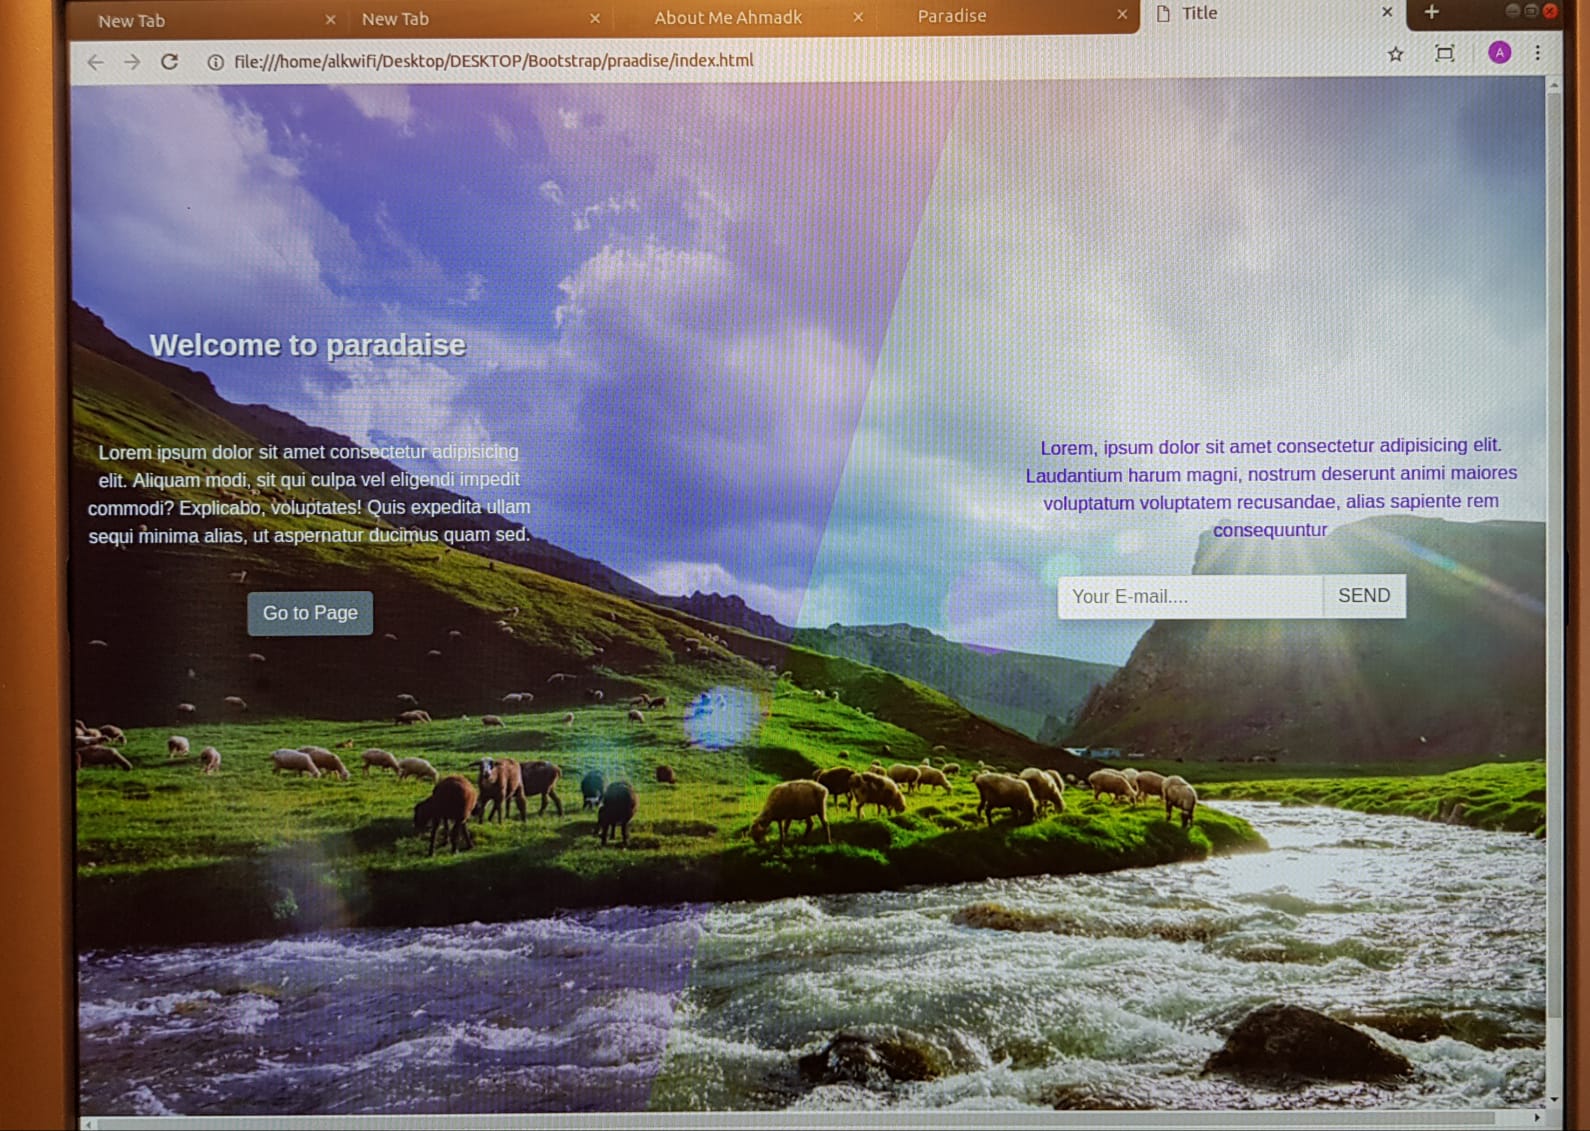 New Tab
New Tab
About Me Ahmadk
Paradise
Title
file:///home/alkwifi/Desktop/DESKTOP/Bootstrap/praadise/index.html
A
Welcome to paradaise
Lorem ipsum dolor sit amet consectetur adipisicing
elit. Aliquam modi, sit qui culpa vel eligendi impedit
commodi? Explicabo, voluptates! Quis expedita ullam
sequi minima alias, ut aspernatur ducimus quam sed.
Go to Page
Lorem, ipsum dolor sit amet consectetur adipisicing elit.
Laudantium harum magni, nostrum deserunt animi maiores
voluptatum voluptatem recusandae, alias sapiente rem
consequuntur
Your E-mail....
SEND